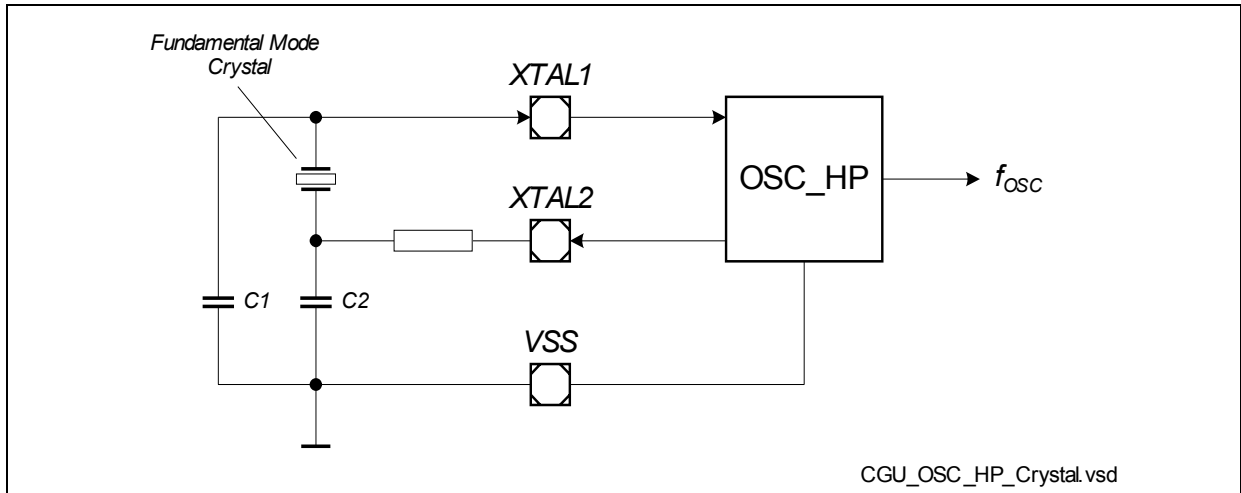 Fundamental Mode
Crystal
XTAL1
OSC_HP
fOSC
XTAL2
C1
C2
VSS
CGU_OSC_HP_Crystal.vsd